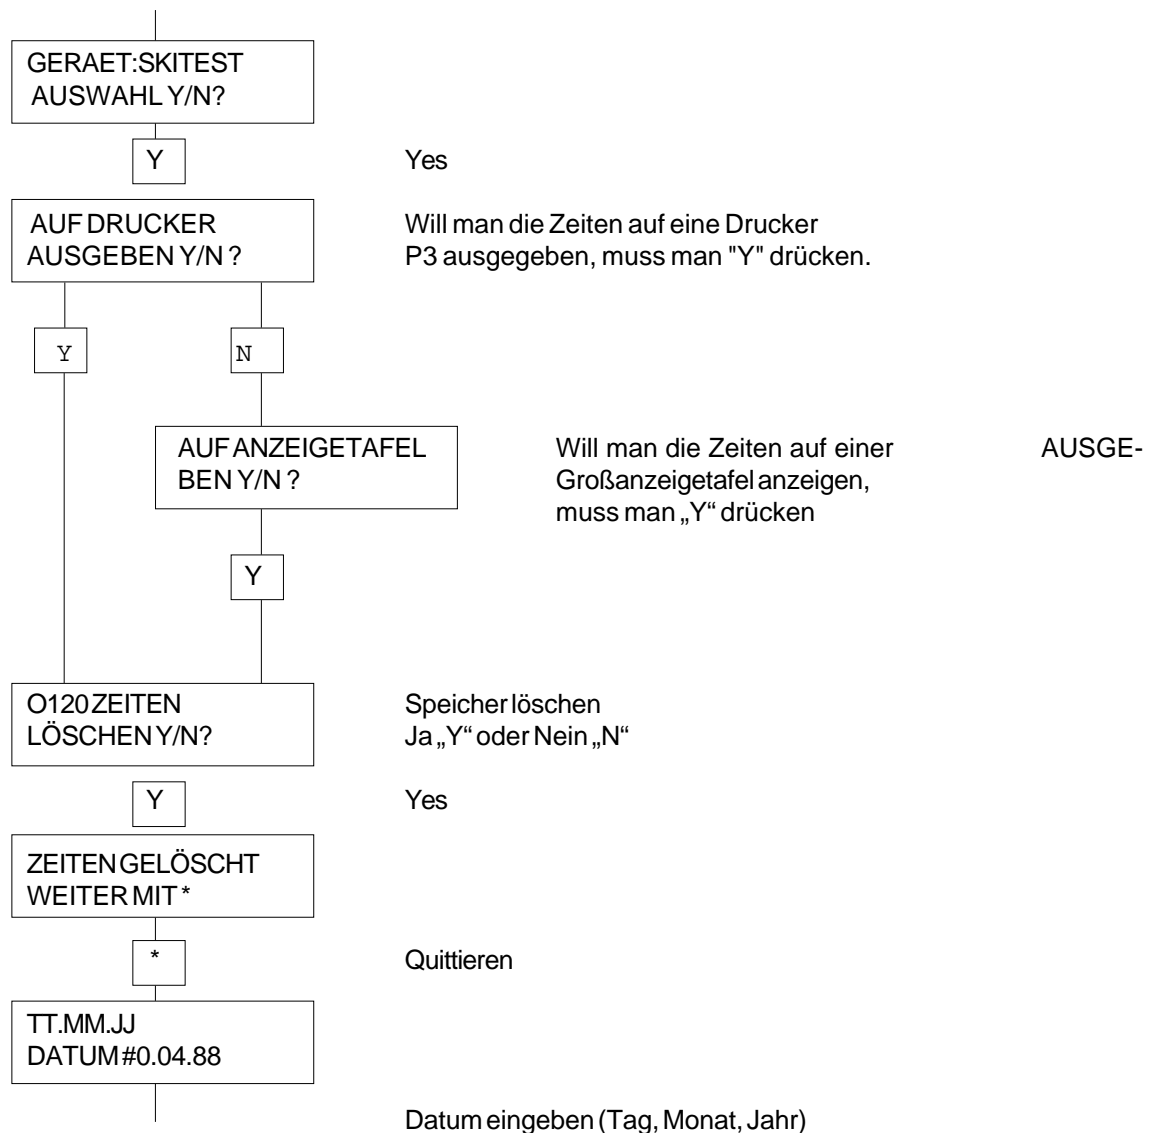 GERAET:SKITEST
AUSWAHL Y/N?
Y
Yes
AUF DRUCKER
AUSGEBEN Y/N ?
Will man die Zeiten auf eine Drucker
P3 ausgegeben, muss man "Y" drücken.
Y
N
AUF ANZEIGETAFEL
BEN Y/N ?
Will man die Zeiten auf einer AUSGE-
Großanzeigetafel anzeigen,
muss man „Y“ drücken
Y
O120 ZEITEN
LÖSCHEN Y/N?
Speicher löschen
Ja „Y“ oder Nein „N“
Y
Yes
ZEITEN GELÖSCHT
WEITER MIT *
*
Quittieren
TT.MM.JJ
DATUM #0.04.88
Datum eingeben (Tag, Monat, Jahr)